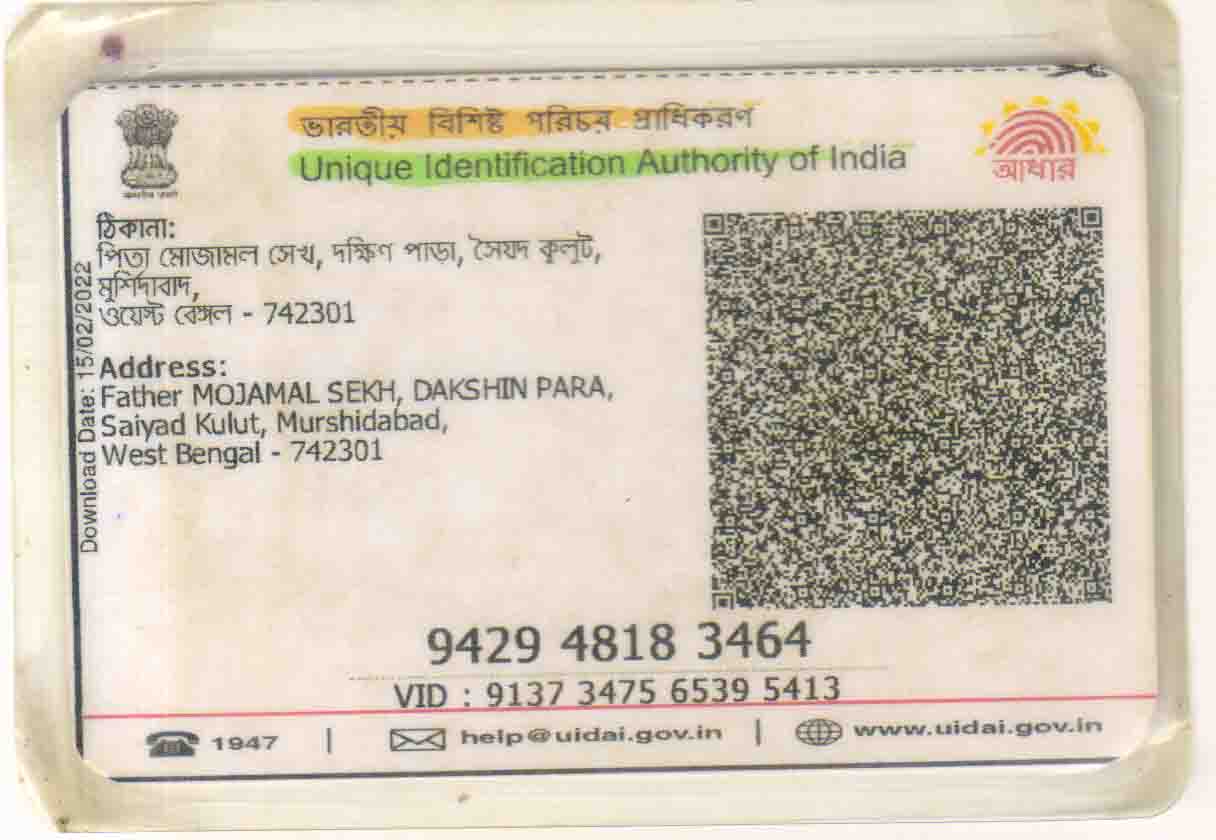 ভারতীয় বিশিষ্ট পরিচয় প্রাধিকরণ
Unique Identification Authority of India
আধার
ঠিকানা:
পিতা মোজামল সেখ, দক্ষিণ পাড়া, সৈয়দ কুলুট,
মুর্শিদাবাদ,
ওয়েস্ট বেঙ্গল - 742301
Address:
Father MOJAMAL SEKH, DAKSHIN PARA,
Saiyad Kulut, Murshidabad,
West Bengal - 742301
Download Date: 15/02/2022
9429 4818 3464
VID : 9137 3475 6539 5413
1947 | help@uidai.gov.in | www.uidai.gov.in